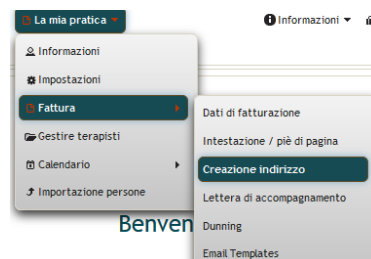 La mia pratica
Informazioni
Informazioni
Impostazioni
Fattura
Dati di fatturazione
Gestire terapisti
Intestazione / piè di pagina
Calendario
Creazione indirizzo
Importazione persone
Lettera di accompagnamento
Benven
Dunning
Email Templates